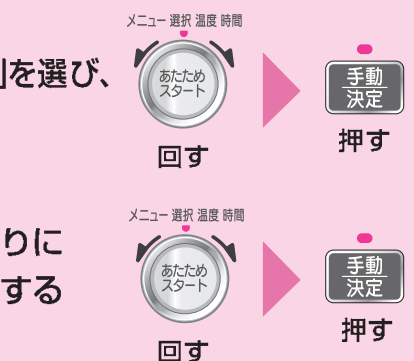 メニュー 選択 温度 時間
を選び、
あたため
スタート
手動
決定
回す
押す
メニュー 選択 温度 時間
りに
する
あたため
スタート
手動
決定
回す
押す